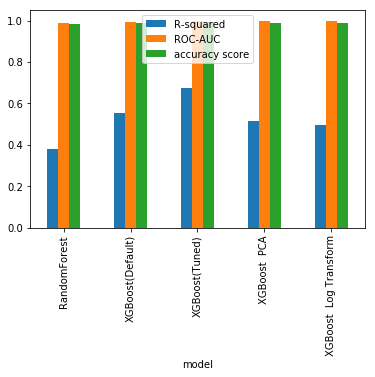 1.0
0.8
0.6
0.4
0.2
0.0
R-squared
ROC-AUC
accuracy score
RandomForest
XGBoost(Default)
XGBoost(Tuned)
XGBoost  PCA
XGBoost  Log Transform
model